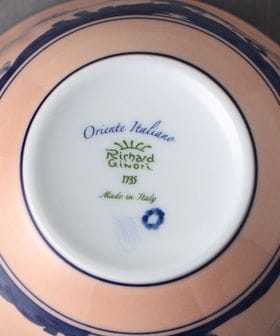 Oriente Italiano
Richard
Ginori
1735
Made in Italy